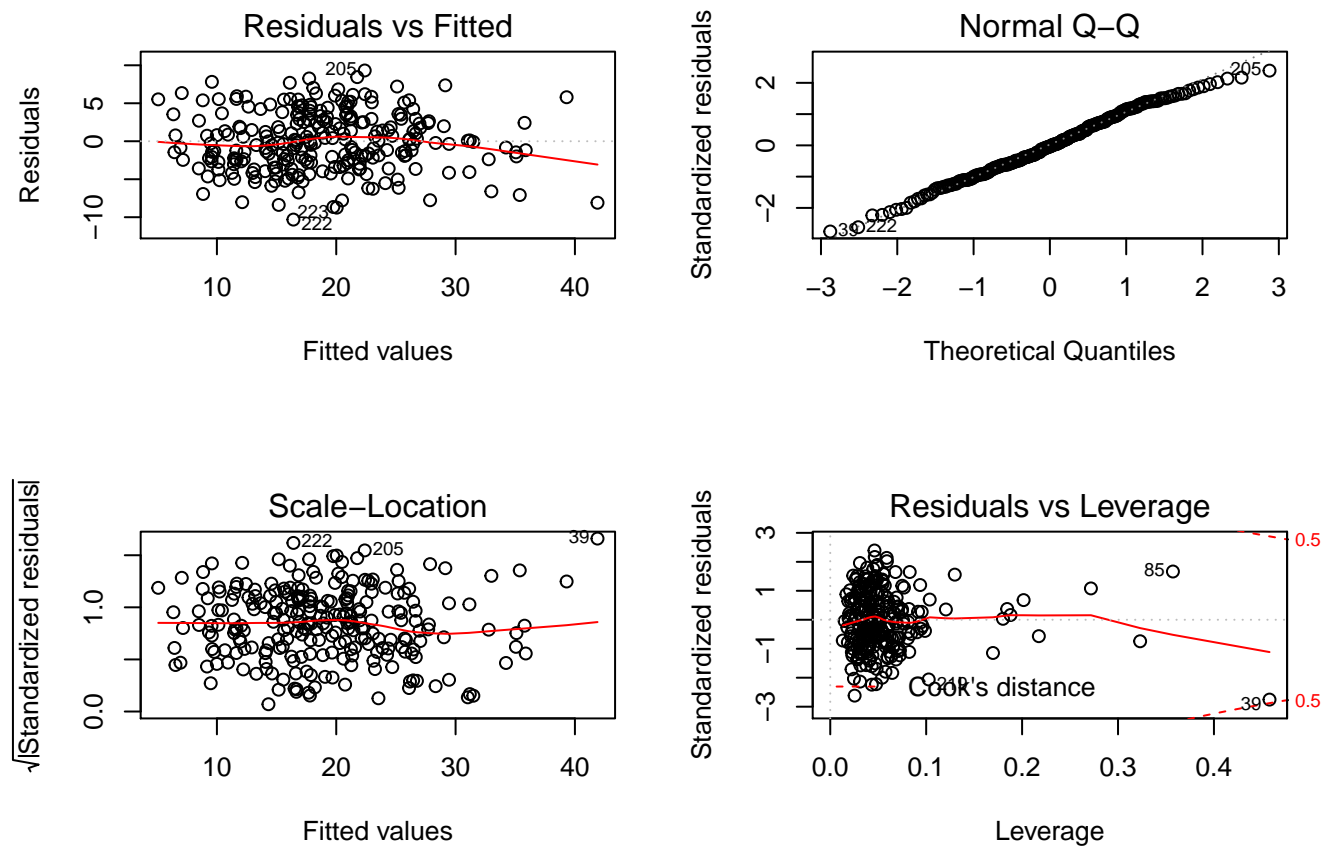 Residuals vs Fitted
Residuals
5
0
−10
205
223
222
10 20 30 40
Fitted values
Normal Q−Q
Standardized residuals
2
0
−2
205
39
222
−3 −2 −1 0 1 2 3
Theoretical Quantiles
Scale−Location
√|Standardized residuals|
1.0
0.0
222
205
39
10 20 30 40
Fitted values
Residuals vs Leverage
Standardized residuals
3
1
−1
−3
85
39
Cook's distance
0.5
0.5
0.0 0.1 0.2 0.3 0.4
Leverage